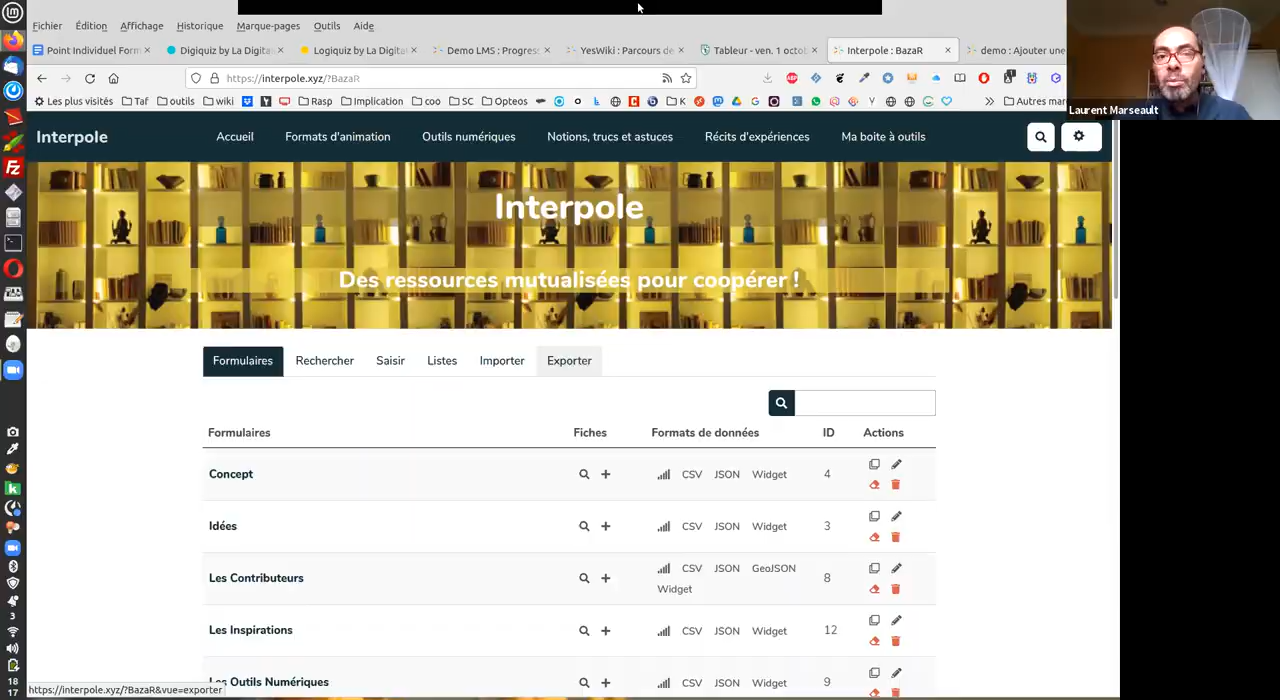 Fichier Édition Affichage Historique Marque-pages Outils Aide
Point Individuel Form Digiquiz by La Digita Logiquiz by La Digita Demo LMS : Progres YesWiki : Parcours de Tableur - ven. 1 octob Interpole : BazaR demo : Ajouter une
https://interpole.xyz/?BazaR
Les plus visités Taf outils wiki Rasp Implication coo SC Opteos K Autres mar
Laurent Marseault
Interpole Accueil Formats d'animation Outils numériques Notions, trucs et astuces Récits d'expériences Ma boite à outils
Interpole
Des ressources mutualisées pour coopérer !
Formulaires Rechercher Saisir Listes Importer Exporter
Formulaires Fiches Formats de données ID Actions
Concept CSV JSON Widget 4
Idées CSV JSON Widget 3
Les Contributeurs CSV JSON GeoJSON Widget 8
Les Inspirations CSV JSON Widget 12
Les Outils Numériques CSV JSON Widget 9
https://interpole.xyz/?BazaR&vue=exporter
3
18
17